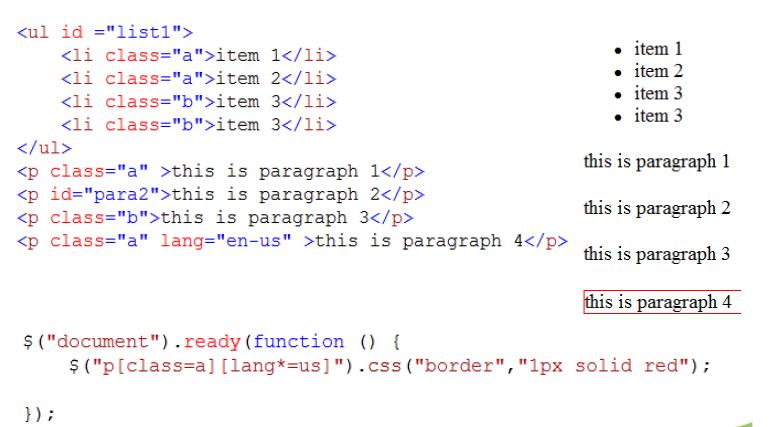 <ul id ="list1">
<li class="a">item 1</li>
<li class="a">item 2</li>
<li class="b">item 3</li>
<li class="b">item 3</li>
</ul>
<p class="a" >this is paragraph 1</p>
<p id="para2">this is paragraph 2</p>
<p class="b">this is paragraph 3</p>
<p class="a" lang="en-us" >this is paragraph 4</p>
• item 1
• item 2
• item 3
• item 3
this is paragraph 1
this is paragraph 2
this is paragraph 3
this is paragraph 4
$("document").ready(function () {
$("p[class=a][lang*=us]").css("border","1px solid red");
});